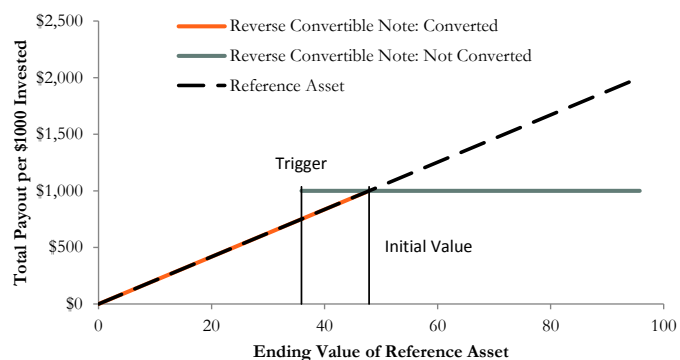 $2,500
$2,000
$1,500
$1,000
$500
$0
Total Payout per $1000 Invested
Reverse Convertible Note: Converted
Reverse Convertible Note: Not Converted
Reference Asset
Trigger
Initial Value
0 20 40 60 80 100
Ending Value of Reference Asset